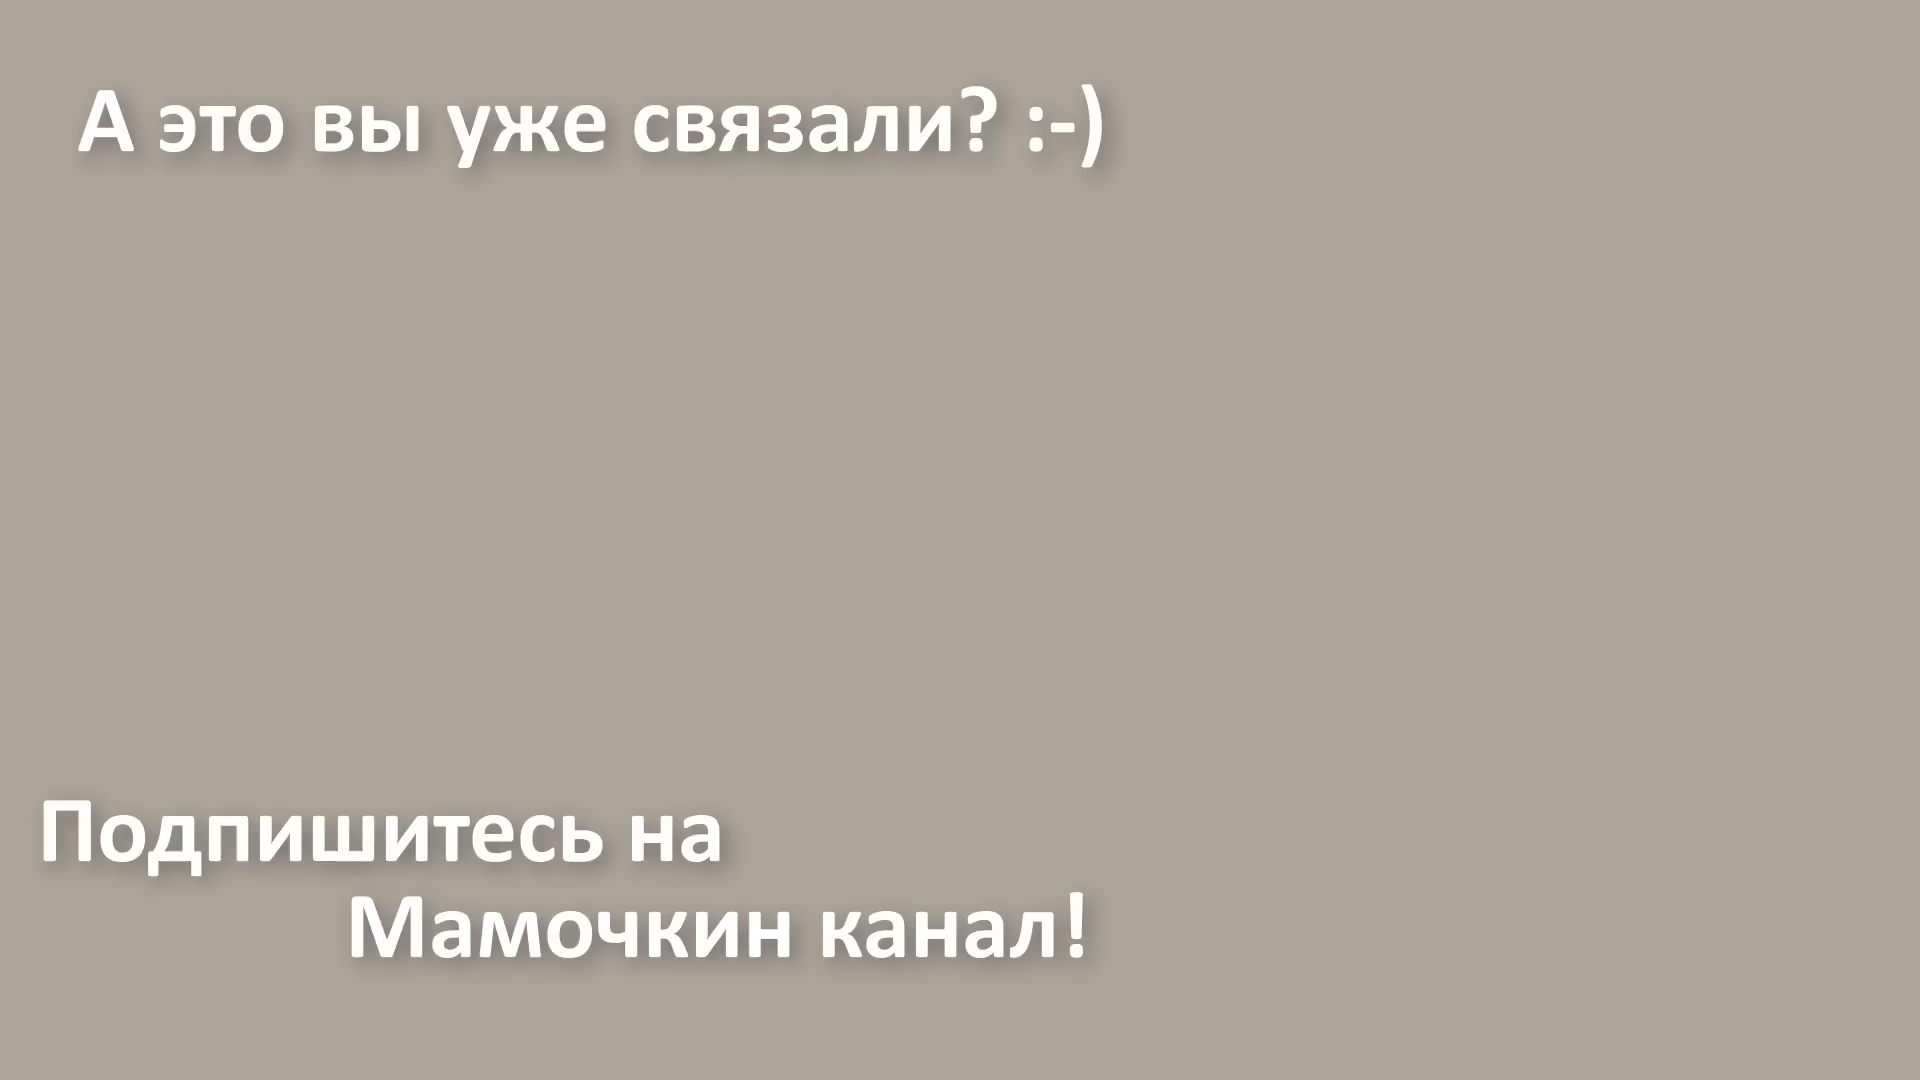 А это вы уже связали? :-)
Подпишитесь на
Мамочкин канал!